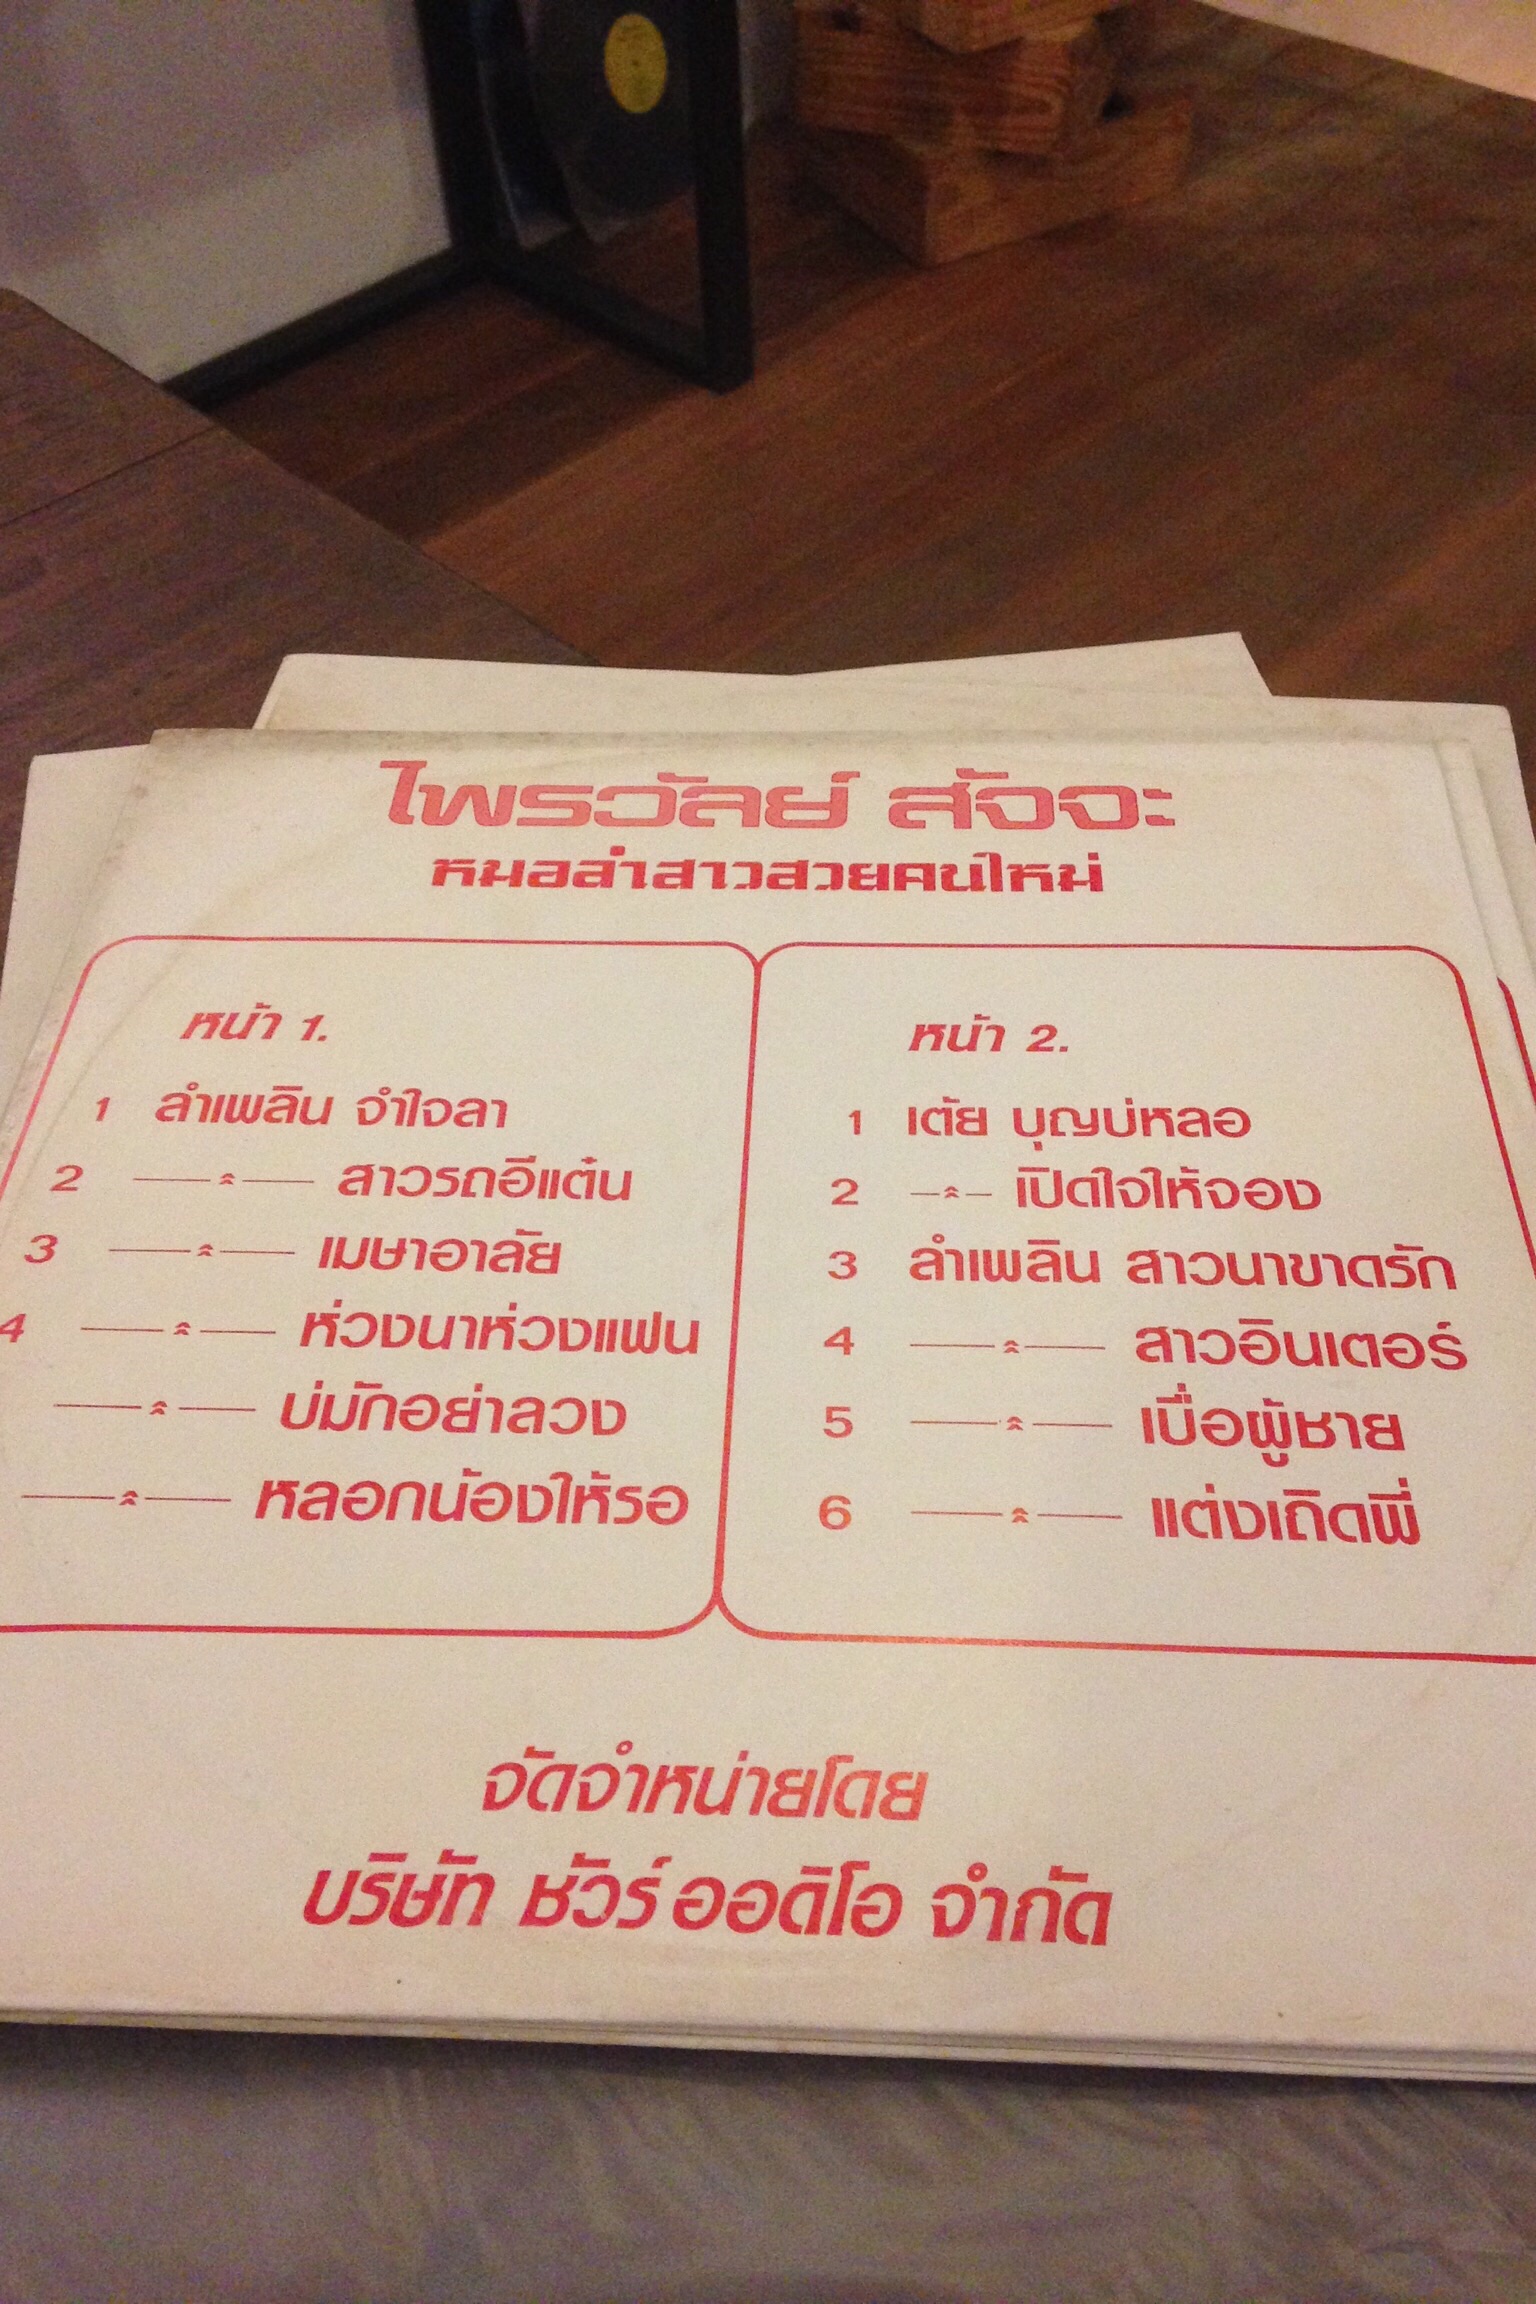 ไพรวัลย์ สัจจะ
หมอลำสาวสวยคนใหม่
หน้า 1.
1 ลำเพลิน จำใจลา
2 —〃— สาวรถอีแต๋น
3 —〃— เมษาอาลัย
4 —〃— ห่วงนาห่วงแฟน
—〃— บ่มักอย่าลวง
—〃— หลอกน้องให้รอ
หน้า 2.
1 เต้ย บุญบ่หลอ
2 —〃— เปิดใจให้จอง
3 ลำเพลิน สาวนาขาดรัก
4 —〃— สาวอินเตอร์
5 —〃— เบื่อผู้ชาย
6 —〃— แต่งเถิดพี่
จัดจำหน่ายโดย
บริษัท ชัวร์ ออดิโอ จำกัด